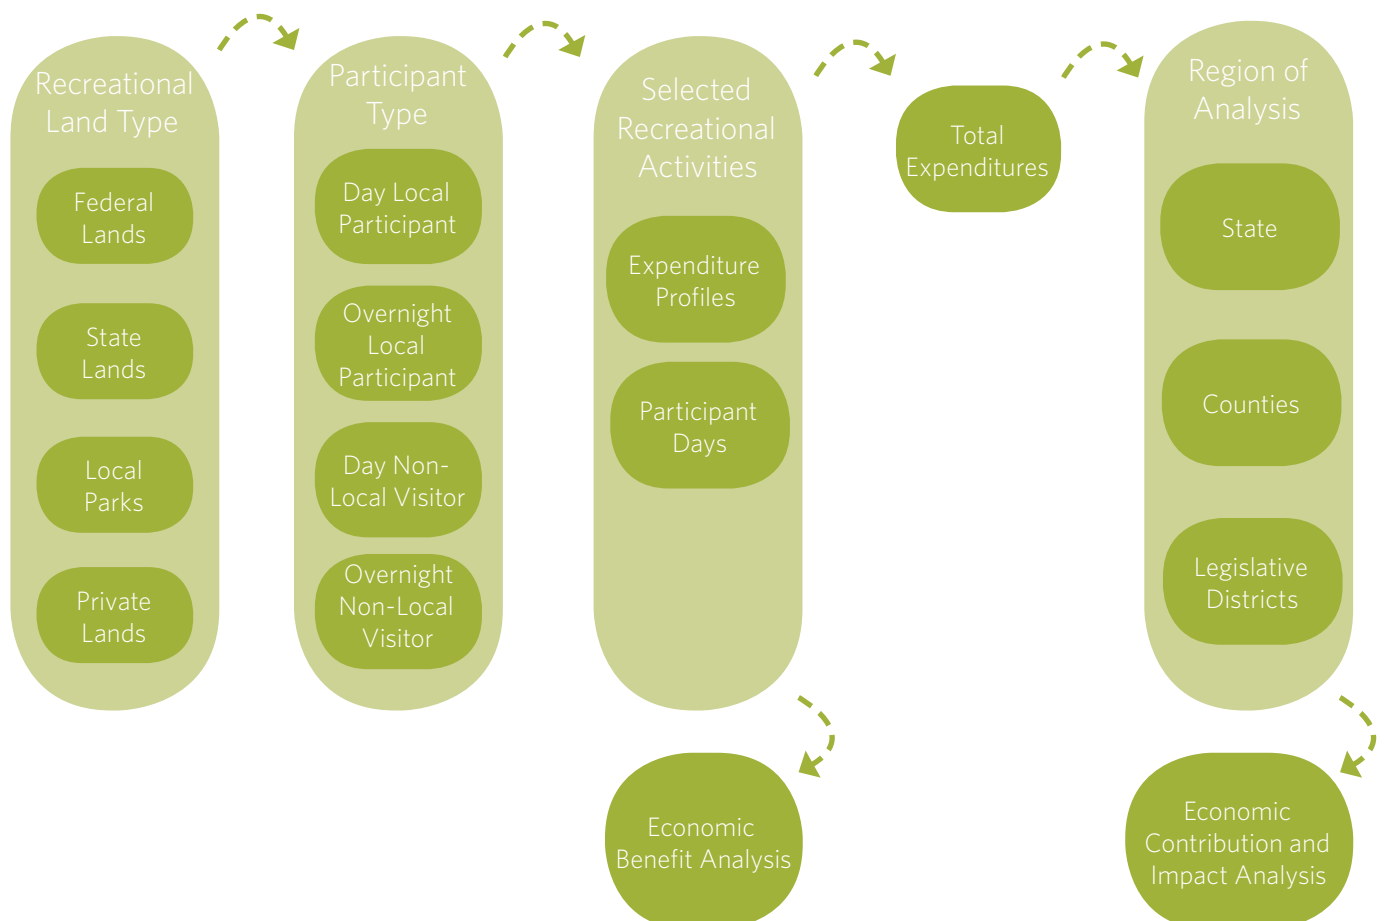 Recreational
Land Type
Federal
Lands
State
Lands
Local
Parks
Private
Lands
Participant
Type
Day Local
Participant
Overnight
Local
Participant
Day Non-
Local Visitor
Overnight
Non-Local
Visitor
Selected
Recreational
Activities
Expenditure
Profiles
Participant
Days
Economic
Benefit Analysis
Total
Expenditures
Region of
Analysis
State
Counties
Legislative
Districts
Economic
Contribution and
Impact Analysis